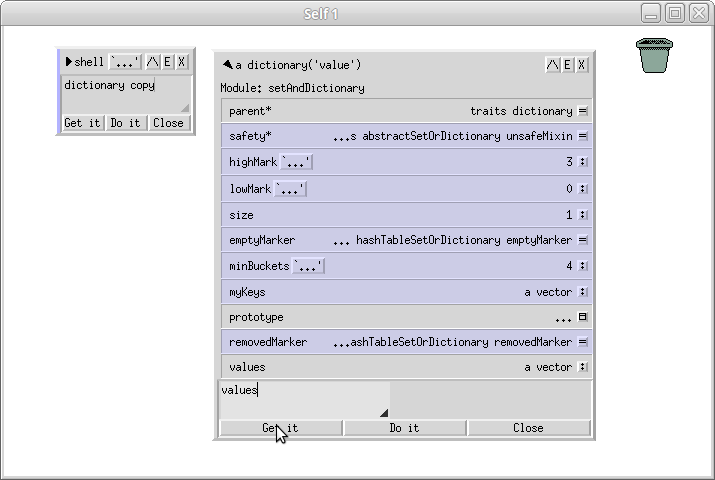 Self 1
shell `...' /\ E X
dictionary copy
Get it Do it Close
a dictionary('value') /\ E X
Module: setAndDictionary
parent* traits dictionary =
safety* ...s abstractSetOrDictionary unsafeMixin =
highMark `...' 3 :
lowMark `...' 0 :
size 1 :
emptyMarker ... hashTableSetOrDictionary emptyMarker =
minBuckets `...' 4 :
myKeys a vector :
prototype ...
removedMarker ...ashTableSetOrDictionary removedMarker =
values a vector :
values
Get it Do it Close